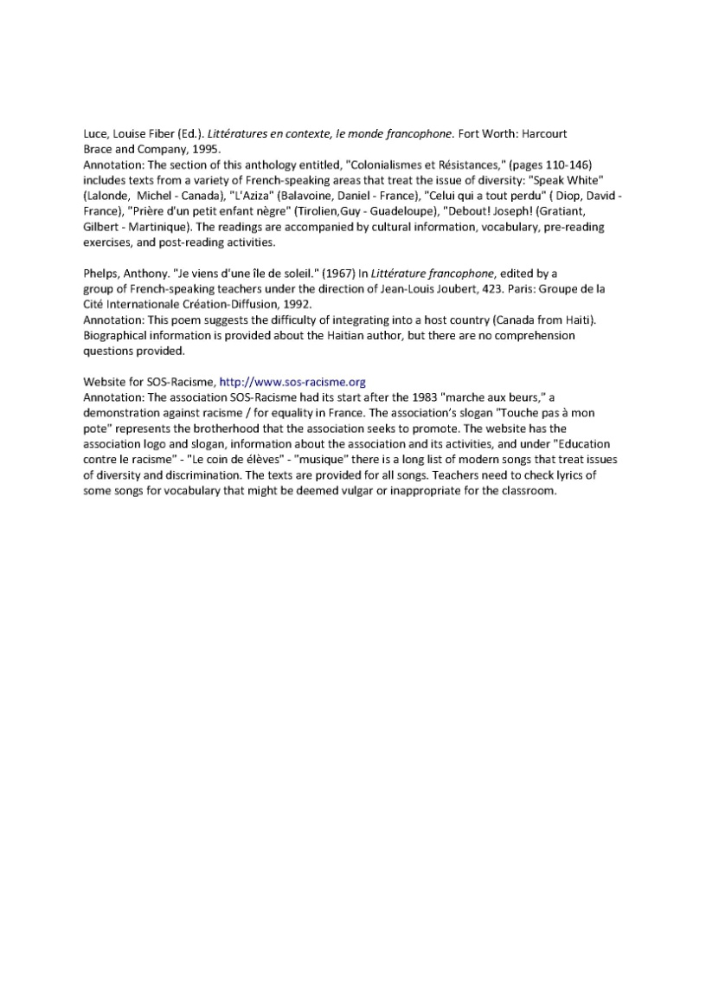 Luce, Louise Fiber (Ed.). Littératures en contexte, le monde francophone. Fort Worth: Harcourt
Brace and Company, 1995.
Annotation: The section of this anthology entitled, "Colonialismes et Résistances," (pages 110-146)
includes texts from a variety of French-speaking areas that treat the issue of diversity: "Speak White"
(Lalonde,  Michel - Canada), "L'Aziza" (Balavoine, Daniel - France), "Celui qui a tout perdu" ( Diop, David -
France), "Prière d'un petit enfant nègre" (Tirolien,Guy - Guadeloupe), "Debout! Joseph! (Gratiant,
Gilbert - Martinique). The readings are accompanied by cultural information, vocabulary, pre-reading
exercises, and post-reading activities.
Phelps, Anthony. "Je viens d'une île de soleil." (1967) In Littérature francophone, edited by a
group of French-speaking teachers under the direction of Jean-Louis Joubert, 423. Paris: Groupe de la
Cité Internationale Création-Diffusion, 1992.
Annotation: This poem suggests the difficulty of integrating into a host country (Canada from Haiti).
Biographical information is provided about the Haitian author, but there are no comprehension
questions provided.
Website for SOS-Racisme, http://www.sos-racisme.org
Annotation: The association SOS-Racisme had its start after the 1983 "marche aux beurs," a
demonstration against racisme / for equality in France. The association’s slogan "Touche pas à mon
pote" represents the brotherhood that the association seeks to promote. The website has the
association logo and slogan, information about the association and its activities, and under "Education
contre le racisme" - "Le coin de élèves" - "musique" there is a long list of modern songs that treat issues
of diversity and discrimination. The texts are provided for all songs. Teachers need to check lyrics of
some songs for vocabulary that might be deemed vulgar or inappropriate for the classroom.